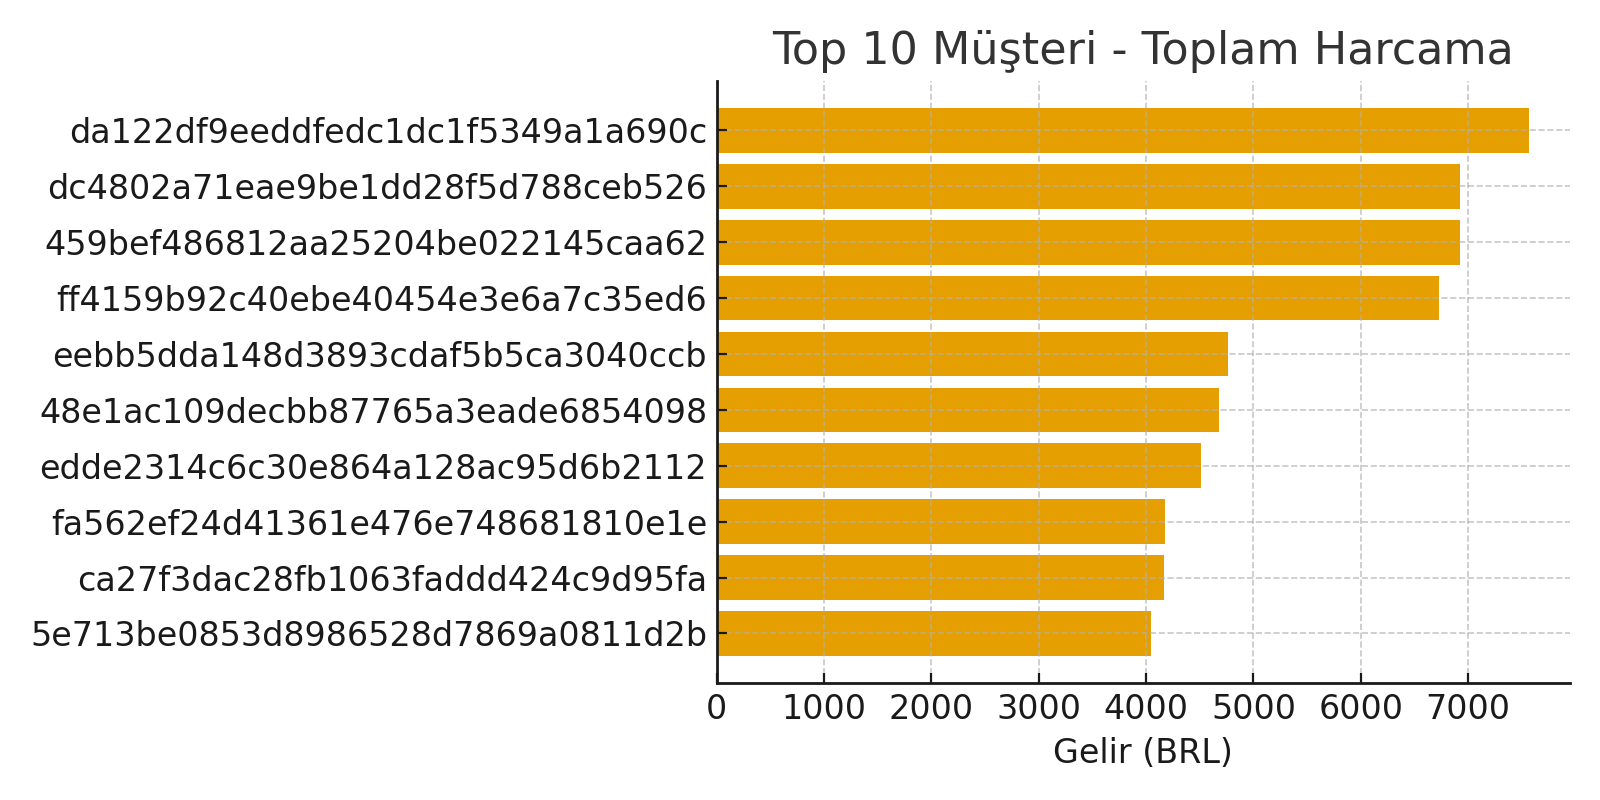 Top 10 Müşteri - Toplam Harcama
da122df9eeddfedc1dc1f5349a1a690c
dc4802a71eae9be1dd28f5d788ceb526
459bef486812aa25204be022145caa62
ff4159b92c40ebe40454e3e6a7c35ed6
eebb5dda148d3893cdaf5b5ca3040ccb
48e1ac109decbb87765a3eade6854098
edde2314c6c30e864a128ac95d6b2112
fa562ef24d41361e476e748681810e1e
ca27f3dac28fb1063faddd424c9d95fa
5e713be0853d8986528d7869a0811d2b
0 1000 2000 3000 4000 5000 6000 7000
Gelir (BRL)